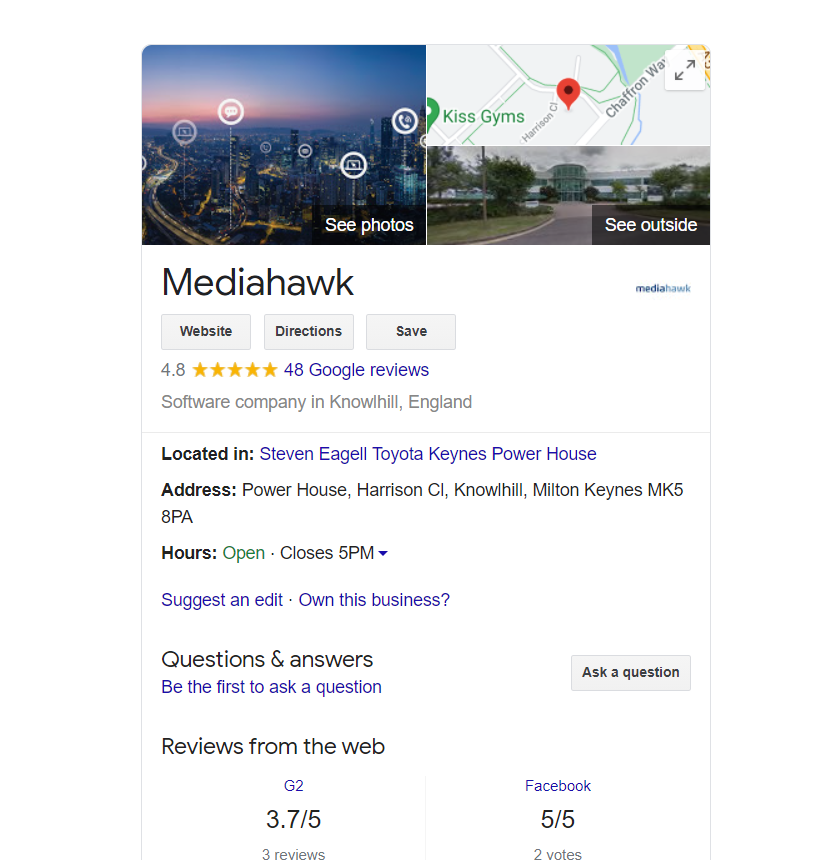 Kiss Gyms
Harrison Cl
Chaffron Way
See photos
See outside
Mediahawk
mediahawk
Website
Directions
Save
4.8
48 Google reviews
Software company in Knowlhill, England
Located in: Steven Eagell Toyota Keynes Power House
Address: Power House, Harrison Cl, Knowlhill, Milton Keynes MK5
8PA
Hours: Open · Closes 5PM
Suggest an edit · Own this business?
Questions & answers
Be the first to ask a question
Ask a question
Reviews from the web
G2
3.7/5
3 reviews
Facebook
5/5
2 votes